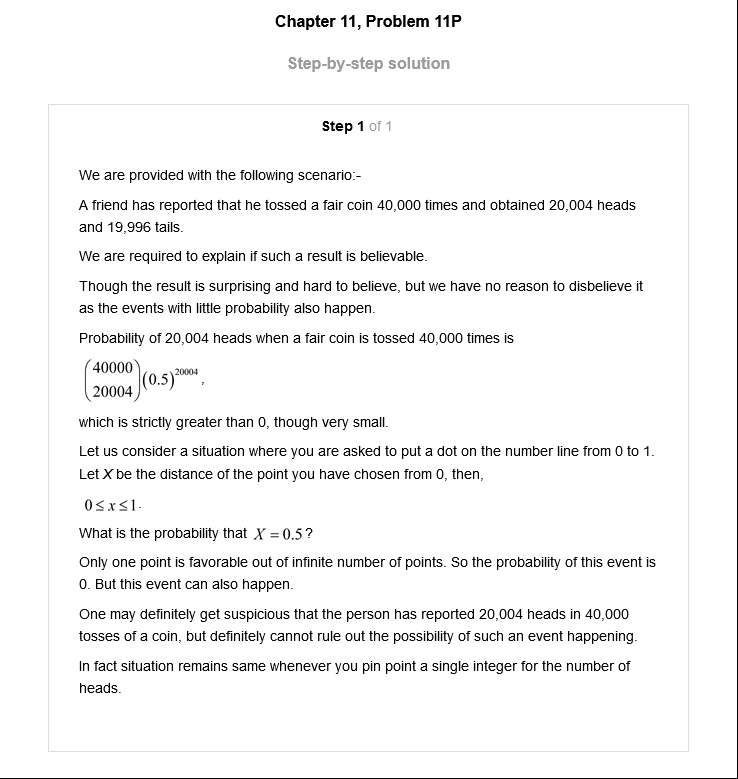 Chapter 11, Problem 11P
Step-by-step solution
Step 1 of 1
We are provided with the following scenario:-
A friend has reported that he tossed a fair coin 40,000 times and obtained 20,004 heads
and 19,996 tails.
We are required to explain if such a result is believable.
Though the result is surprising and hard to believe, but we have no reason to disbelieve it
as the events with little probability also happen.
Probability of 20,004 heads when a fair coin is tossed 40,000 times is
(40000
20004)(0.5)^20004,
which is strictly greater than 0, though very small.
Let us consider a situation where you are asked to put a dot on the number line from 0 to 1.
Let X be the distance of the point you have chosen from 0, then,
0 ≤ x ≤ 1.
What is the probability that X = 0.5?
Only one point is favorable out of infinite number of points. So the probability of this event is
0. But this event can also happen.
One may definitely get suspicious that the person has reported 20,004 heads in 40,000
tosses of a coin, but definitely cannot rule out the possibility of such an event happening.
In fact situation remains same whenever you pin point a single integer for the number of
heads.